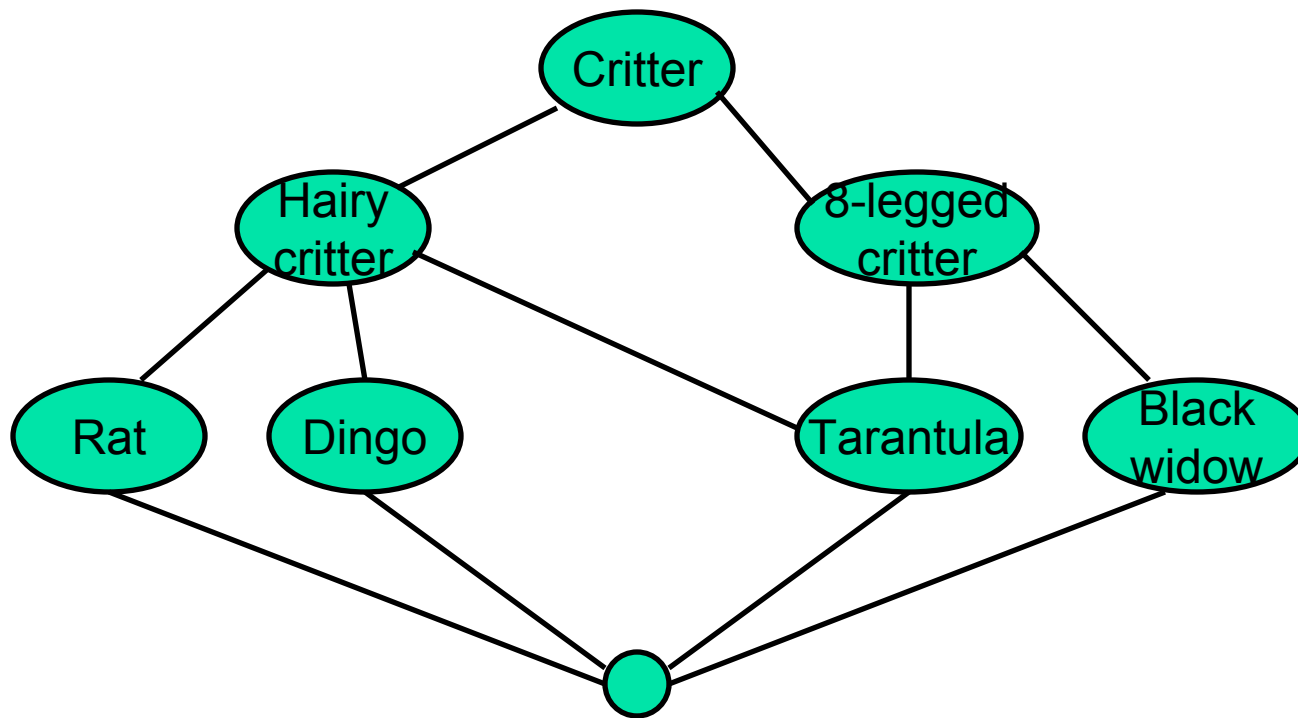 Critter
Hairy
critter
8-legged
critter
Rat
Dingo
Tarantula
Black
widow